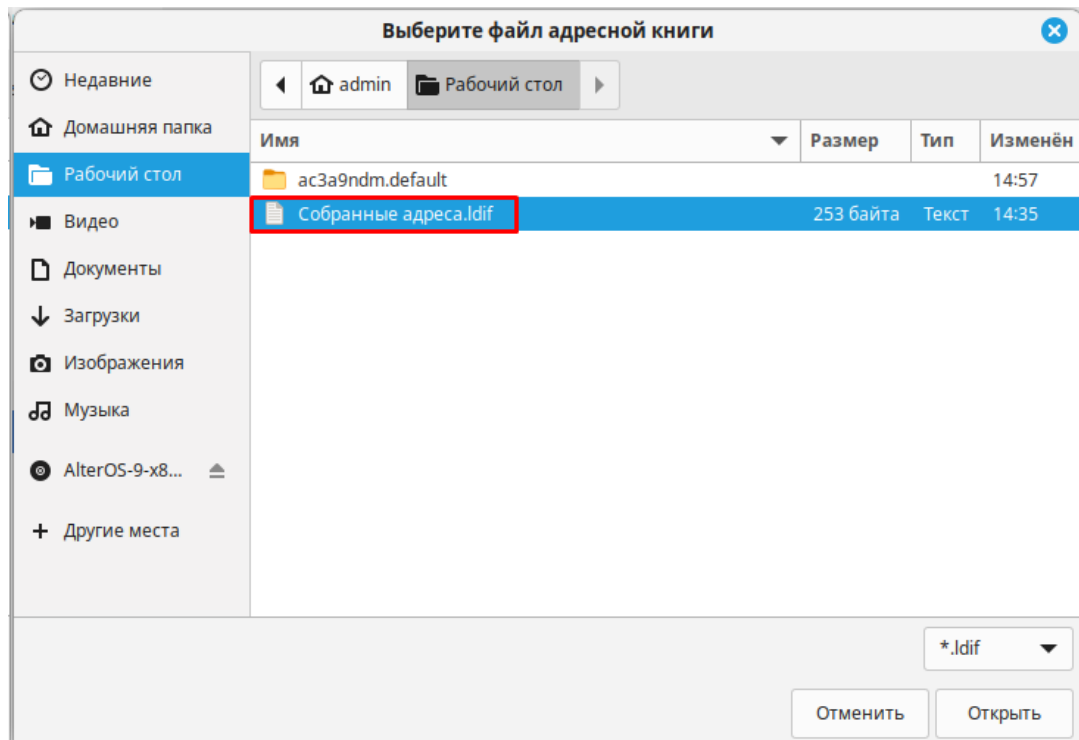 Выберите файл адресной книги
Недавние
Домашняя папка
Рабочий стол
Видео
Документы
Загрузки
Изображения
Музыка
AlterOS-9-x8...
Другие места
admin Рабочий стол
Имя Размер Тип Изменён
ac3a9ndm.default 14:57
Собранные адреса.ldif 253 байта Текст 14:35
*.ldif
Отменить Открыть